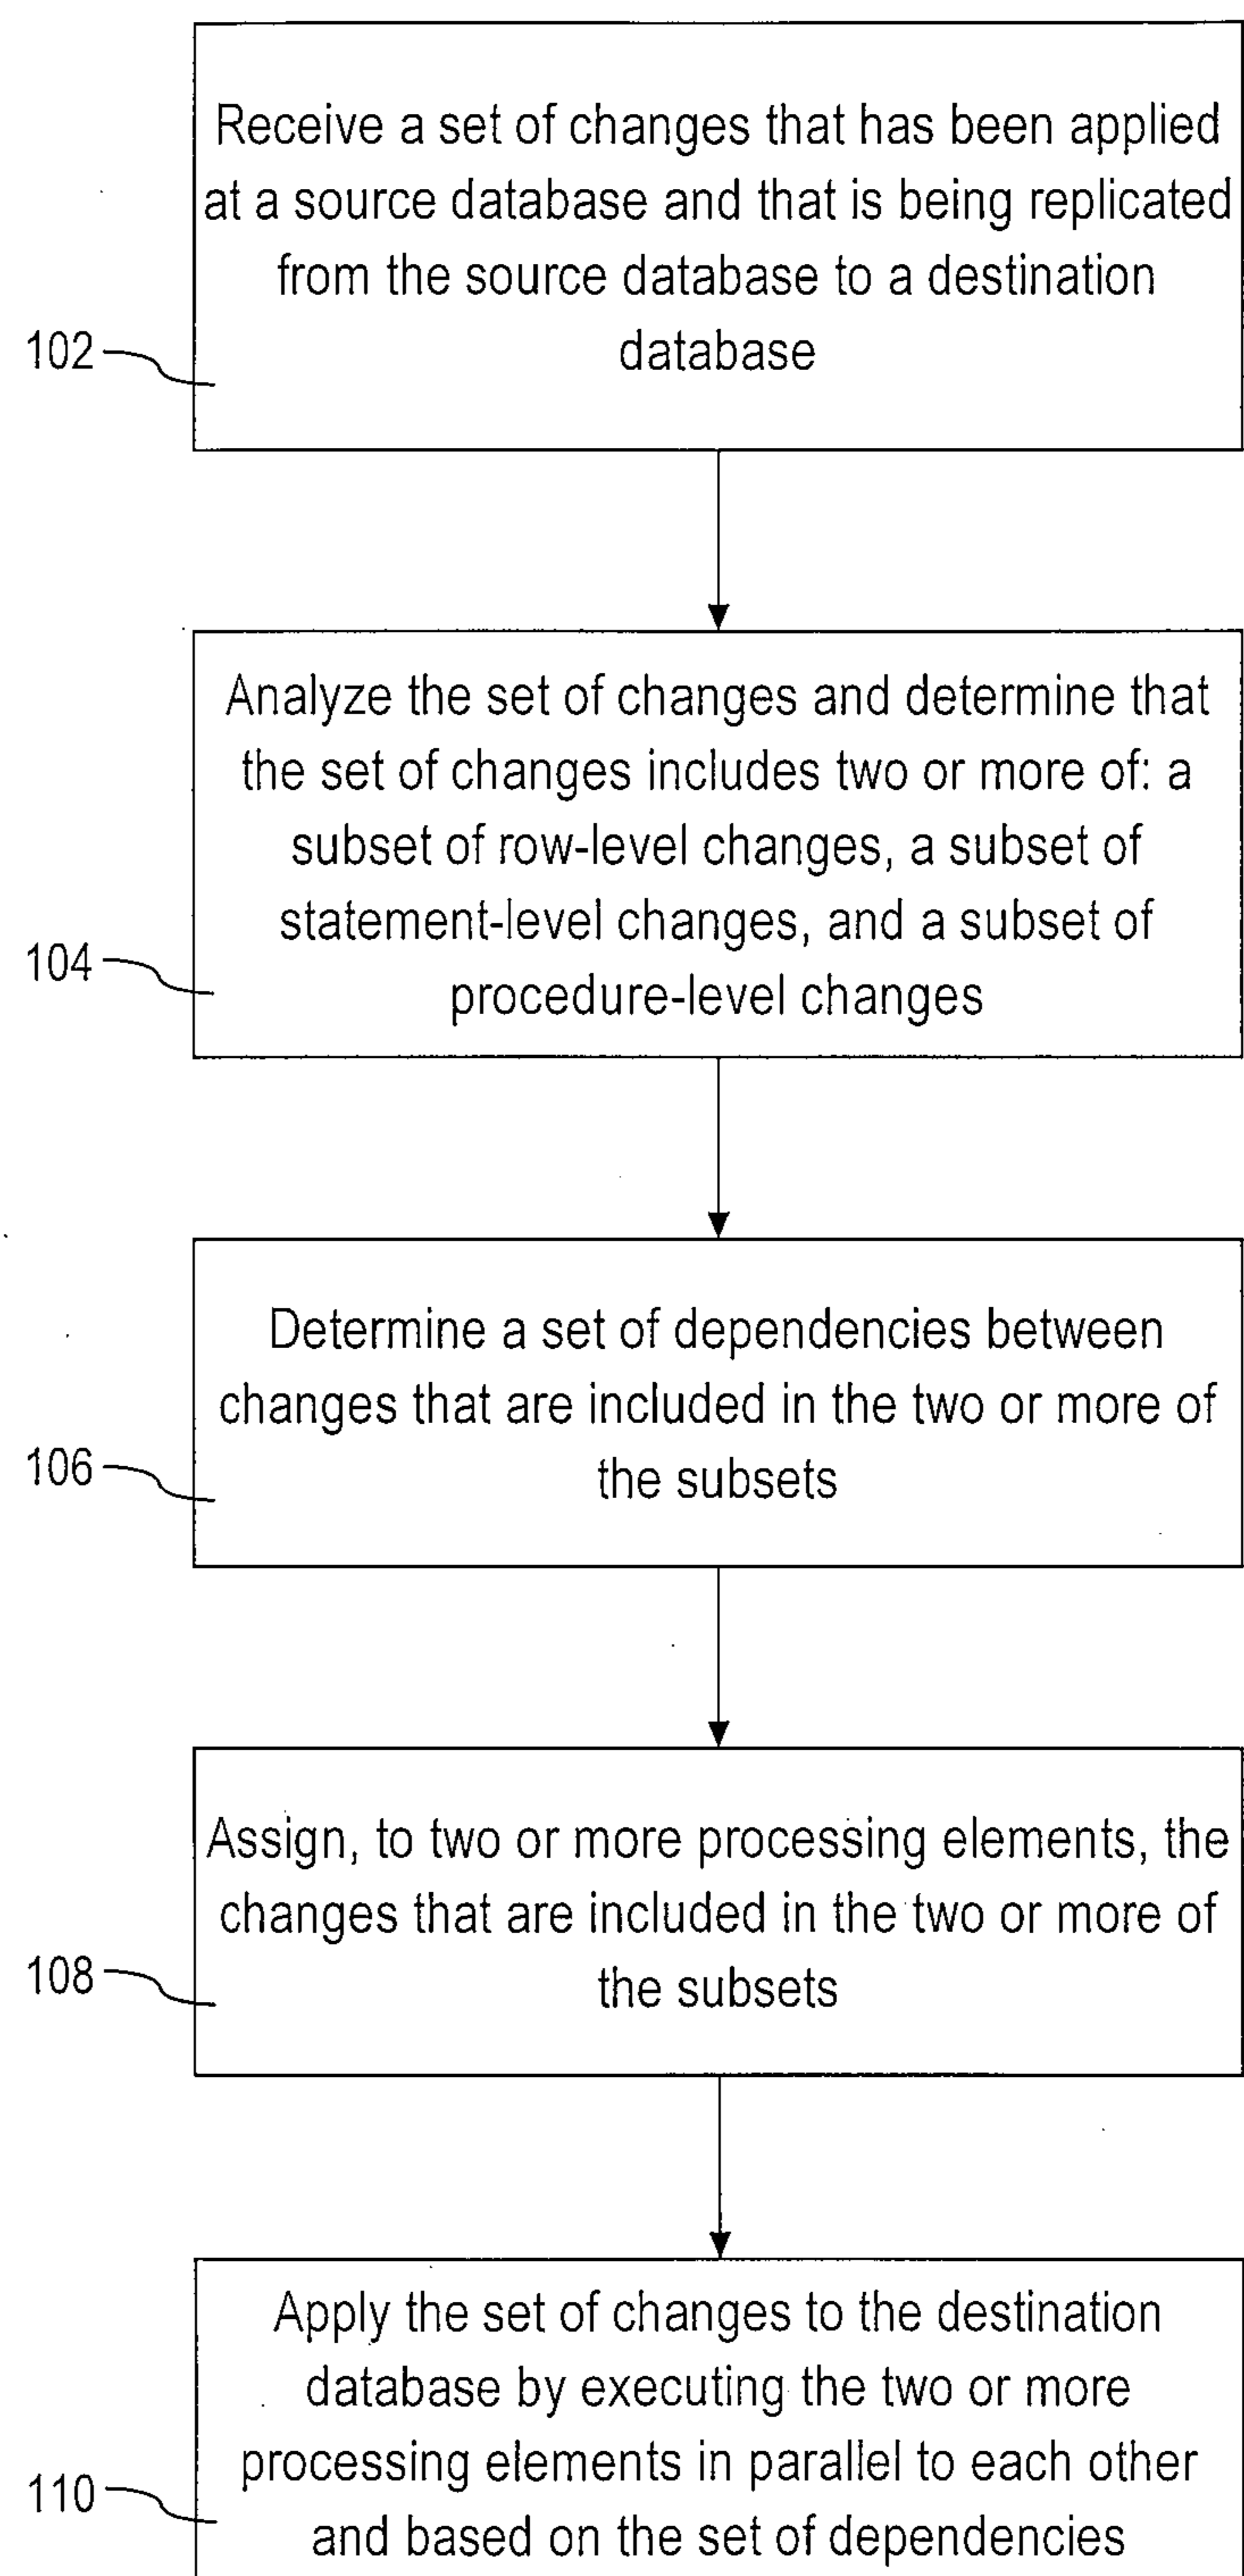 Receive a set of changes that has been applied
at a source database and that is being replicated
from the source database to a destination
database
102
Analyze the set of changes and determine that
the set of changes includes two or more of: a
subset of row-level changes, a subset of
statement-level changes, and a subset of
procedure-level changes
104
Determine a set of dependencies between
changes that are included in the two or more of
the subsets
106
Assign, to two or more processing elements, the
changes that are included in the two or more of
the subsets
108
Apply the set of changes to the destination
database by executing the two or more
processing elements in parallel to each other
and based on the set of dependencies
110